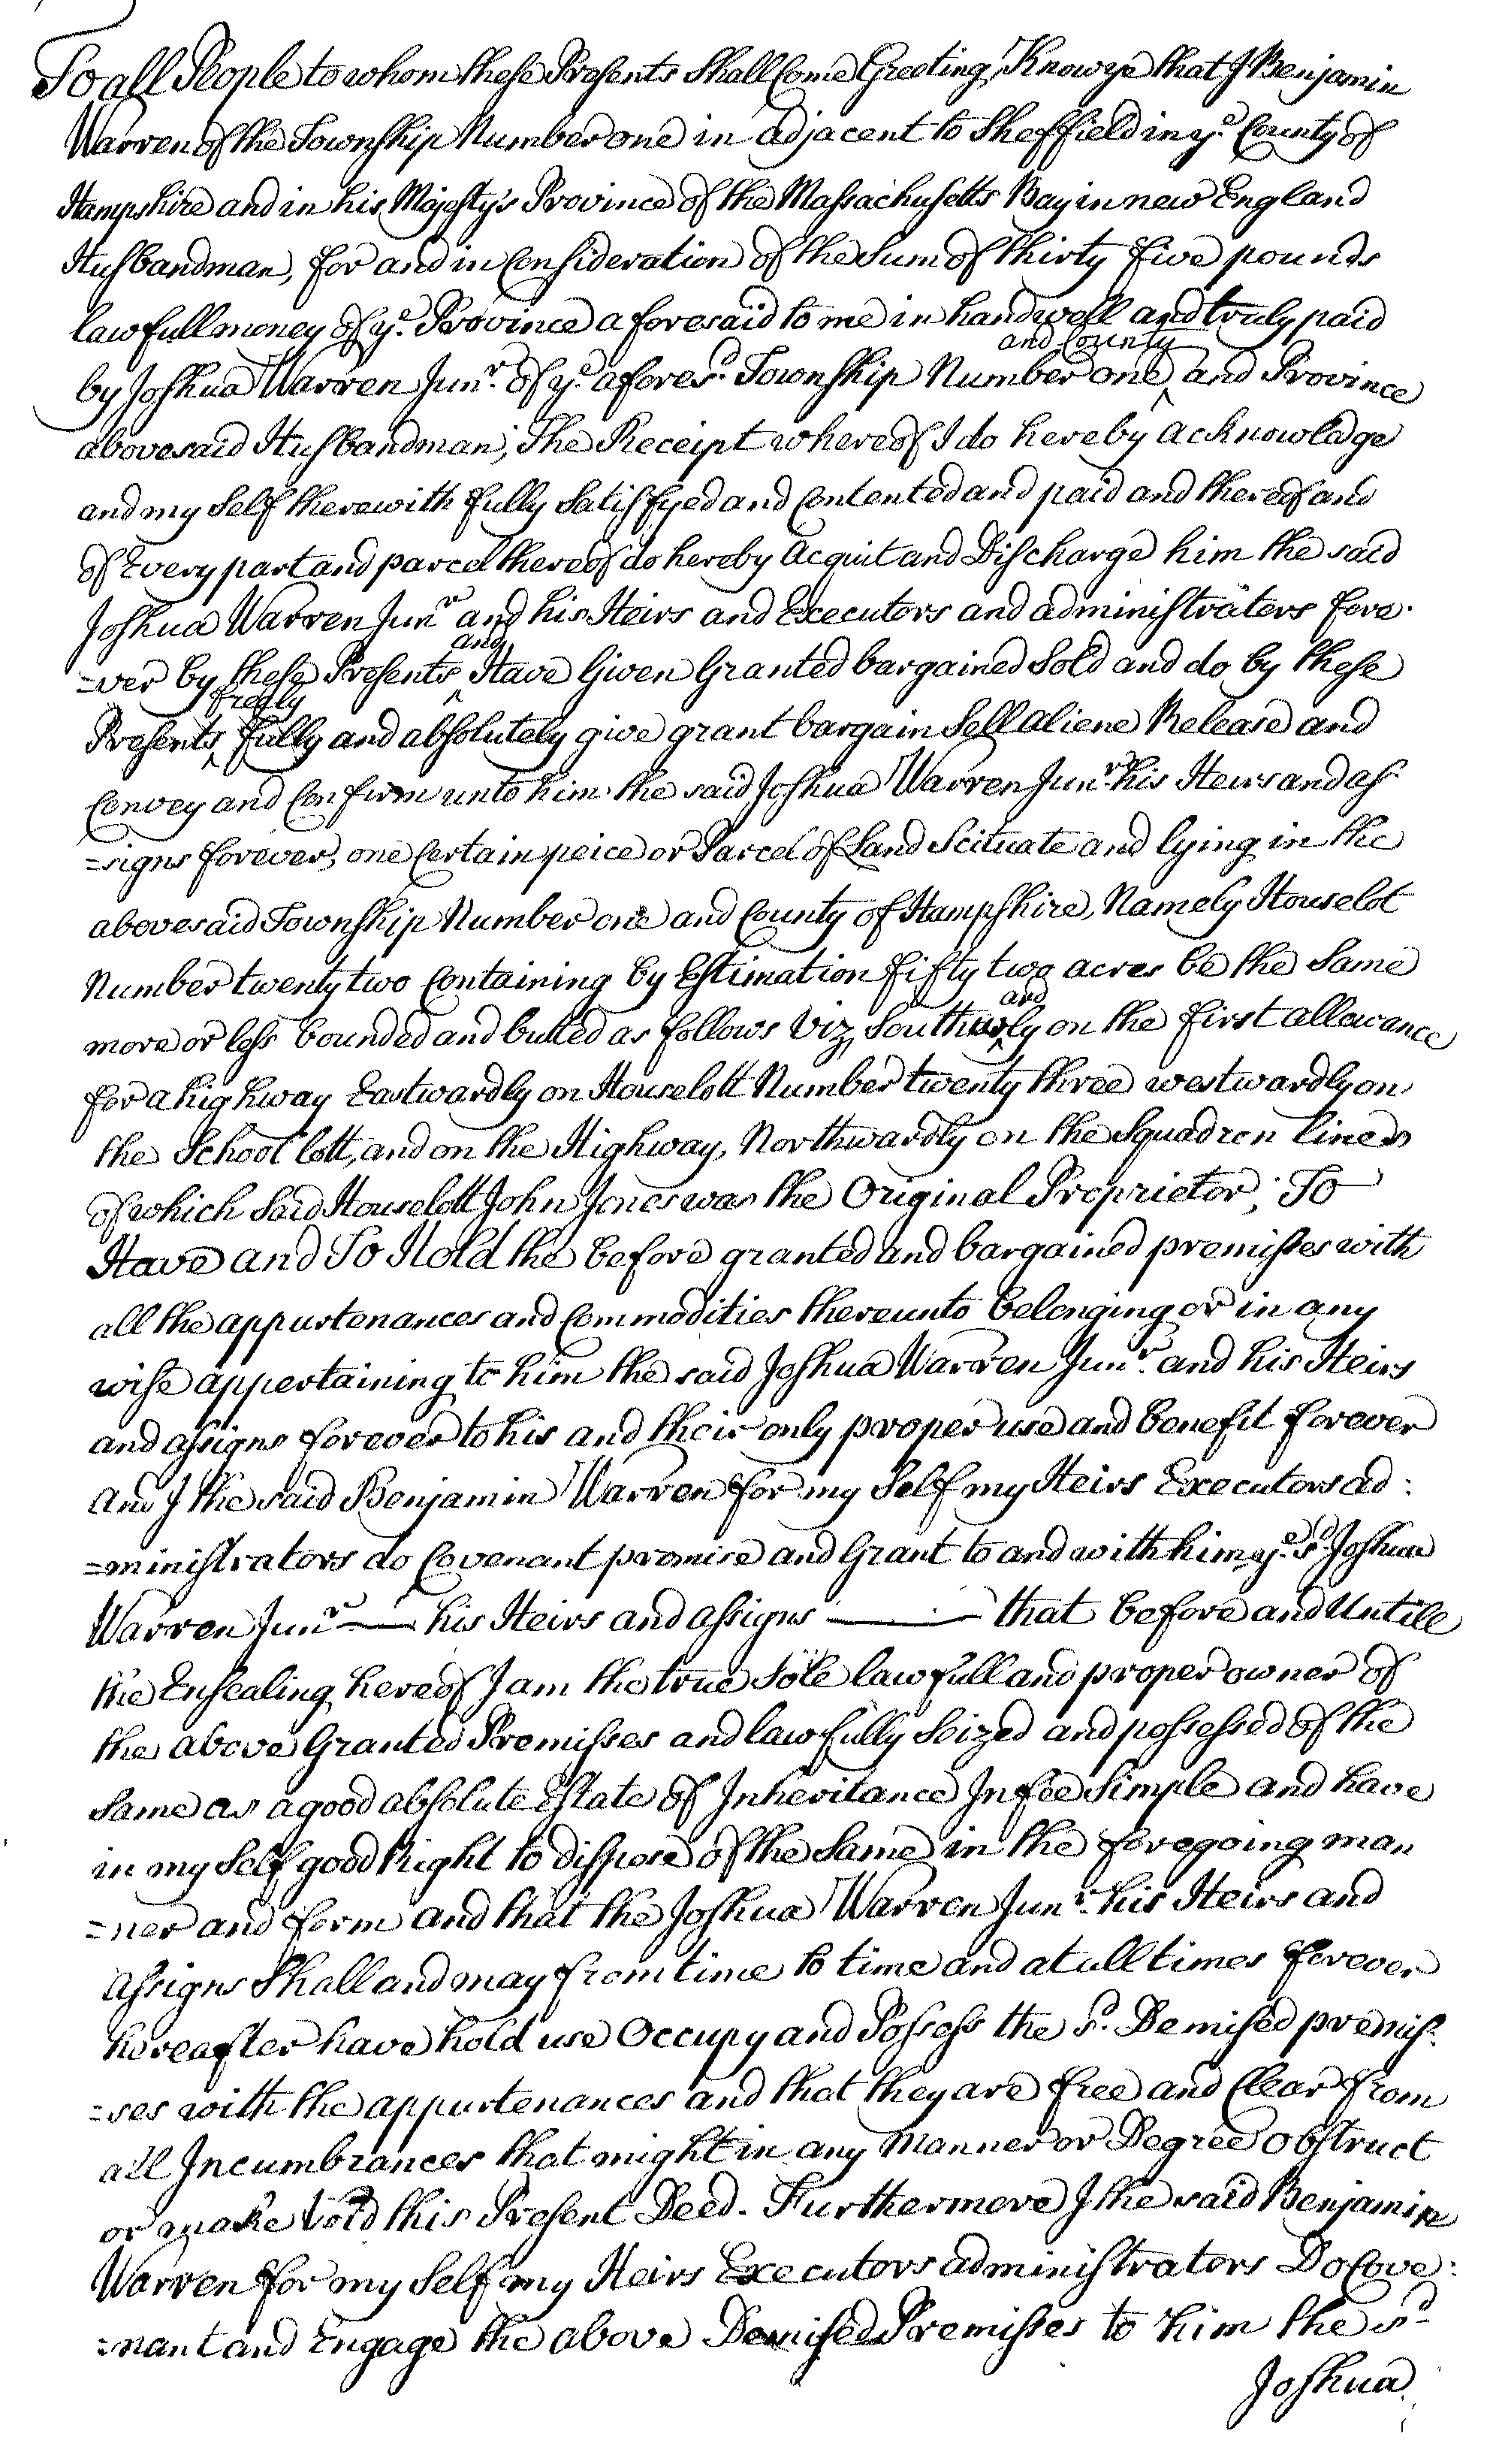 To all People to whom these Presents Shall Come Greeting, Know ye that I Benjamin
Warren of the Township Number one in adjacent to Sheffield in ye. County of
Hampshire and in his Majesty's Province of the Massachusetts Bay in new England
Husbandman, for and in Consideration of the Sum of thirty five pounds
lawfull money of ye. Province aforesaid to me in hand well and truly paid
and County
by Joshua Warren Junr. of ye. afores.d Township Number one ‸ and Province
abovesaid Husbandman, The Receipt whereof I do hereby acknowledge
and my Self therewith fully Satisfyed and Contented and paid and thereof and
of Every part and parcel thereof do hereby Acquit and Discharge him the said
Joshua Warren Junr and his Heirs and Executors and administraters fore-
and
=ver by these Presents ‸ Have Given Granted bargained Sold and do by these
freely
Presents ‸ fully and absolutely give grant bargain Sell aliene Release and
Convey and Confirm unto him the said Joshua Warren Junr. his Heirs and as-
=signs forever, one Certain peice or Parcel of Land Scituate and lying in the
abovesaid Township Number one and County of Hampshire, Namely Houselot
Number twenty two Containing by Estimation fifty two acres be the Same
and
more or less bounded and butted as follows viz, Southerly ‸ on the first allowance
for a highway Eastwardly on Houselott Number twenty three westwardly on
the School lott, and on the Highway, Northwardly on the Squadron lines
of which Said Houselott John Jones was the Original Proprietor; To
Have and To Hold the before granted and bargained premisses with
all the appurtenances and Commodities thereunto belonging or in any
wise appertaining to him the said Joshua Warren Junr. and his Heirs
and assigns forever to his and their only proper use and benefit forever
and I the said Benjamin Warren for my Self my Heirs Executors ad:
=ministrators do Covenant promise and Grant to and with him ye. sd. Joshua
Warren Junr — his Heirs and assigns — that before and Untill
the Ensealing hereof I am the true Sole lawfull and proper owner of
the above Granted Premisses and lawfully Seized and possessed of the
Same as a good absolute Estate of Inheritance In fee Simple and have
in my Self good Right to dispose of the Same in the foregoing man
=ner and form and that the Joshua Warren Junr. his Heirs and
assigns Shall and may from time to time and at all times forever
hereafter have hold use Occupy and Possess the sd. Demised premis:
=ses with the appurtenances and that they are free and Clear from
all Incumbrances that might in any Manner or Degree obstruct
or make void this Present Deed. Furthermore I the said Benjamin
Warren for my Self my Heirs Executors administrators Do Cove:
=nant and Engage the above Demised Premisses to him the sd
Joshua